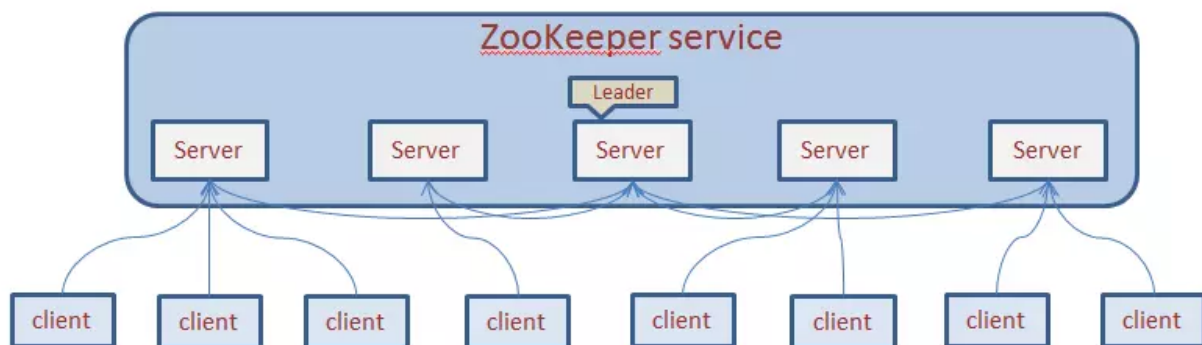 ZooKeeper service
Leader
Server Server Server Server Server
client client client client client client client client